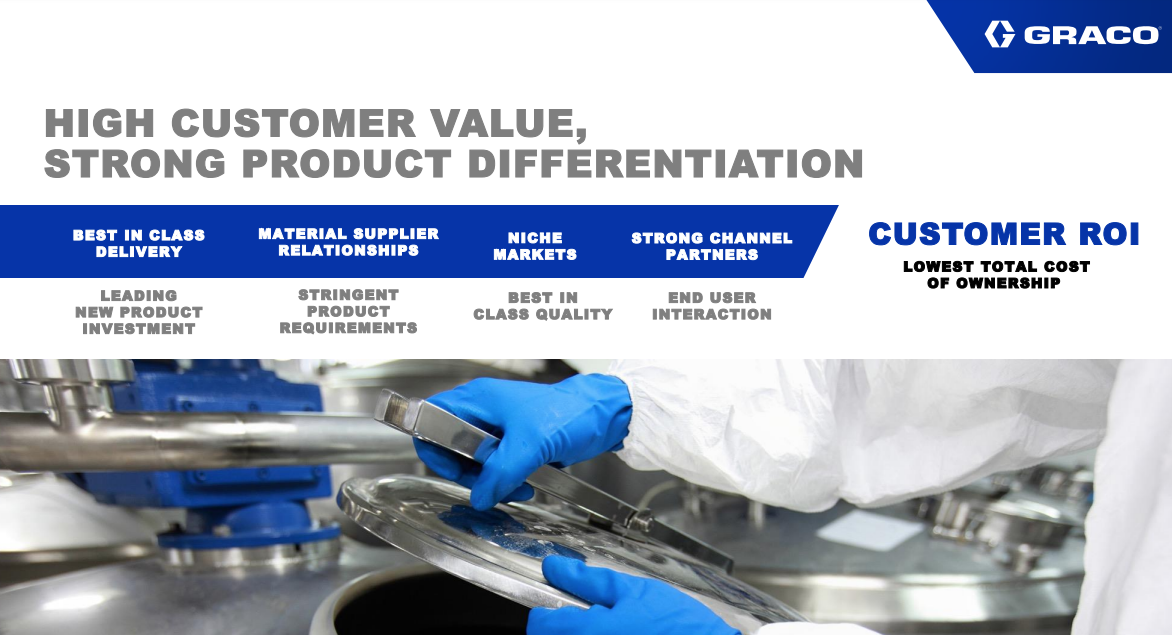 GRACO
HIGH CUSTOMER VALUE,
STRONG PRODUCT DIFFERENTIATION
BEST IN CLASS
DELIVERY
MATERIAL SUPPLIER
RELATIONSHIPS
NICHE
MARKETS
STRONG CHANNEL
PARTNERS
CUSTOMER ROI
LOWEST TOTAL COST
OF OWNERSHIP
LEADING
NEW PRODUCT
INVESTMENT
STRINGENT
PRODUCT
REQUIREMENTS
BEST IN
CLASS QUALITY
END USER
INTERACTION